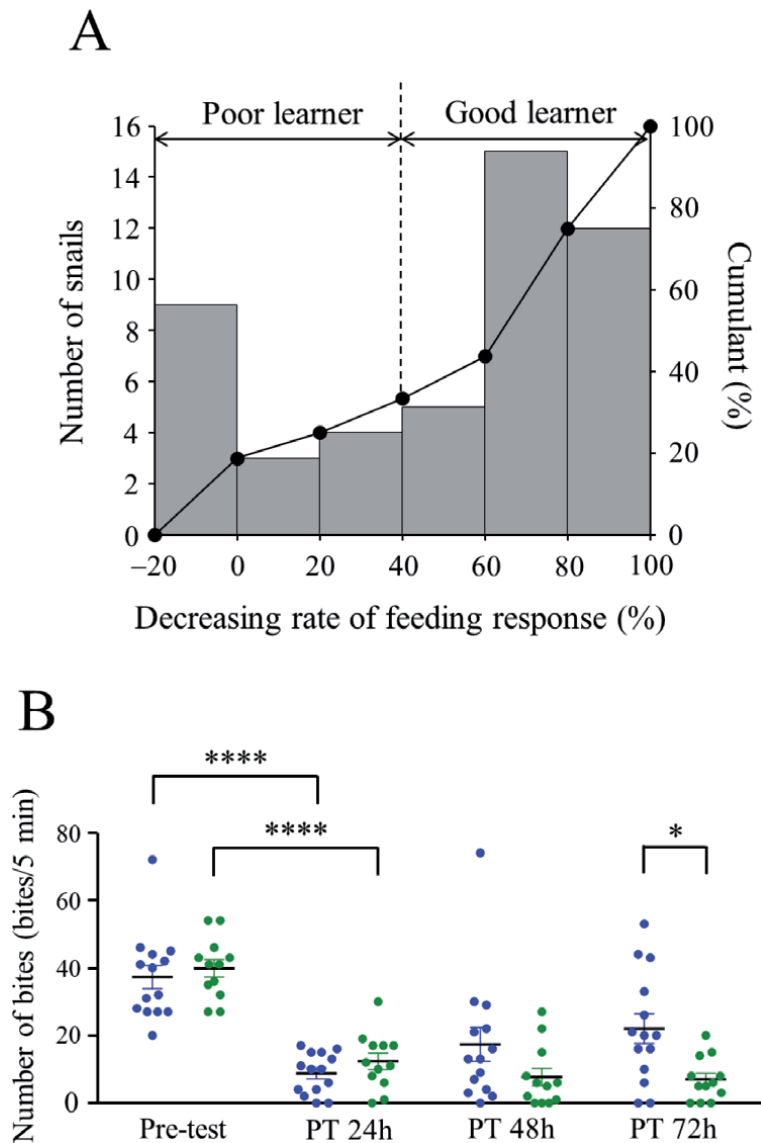 A
Poor learner Good learner
16 100
14
12 80
10 60
8
6 40
4 20
2
0 0
–20 0 20 40 60 80 100
Number of snails
Cumulant (%)
Decreasing rate of feeding response (%)
B
****
**** *
80
60
40
20
0
Number of bites (bites/5 min)
Pre-test PT 24h PT 48h PT 72h